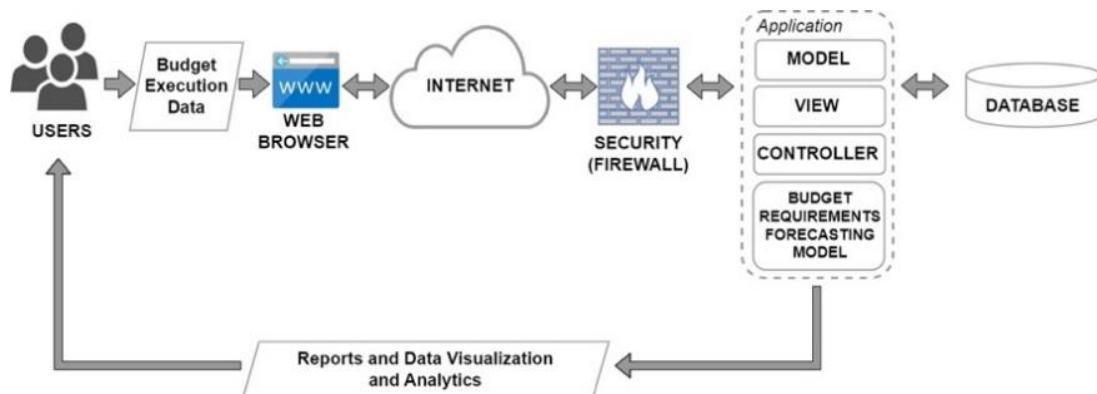 USERS
Budget
Execution
Data
www
WEB
BROWSER
INTERNET
SECURITY
(FIREWALL)
Application
MODEL
VIEW
CONTROLLER
BUDGET
REQUIREMENTS
FORECASTING
MODEL
DATABASE
Reports and Data Visualization
and Analytics